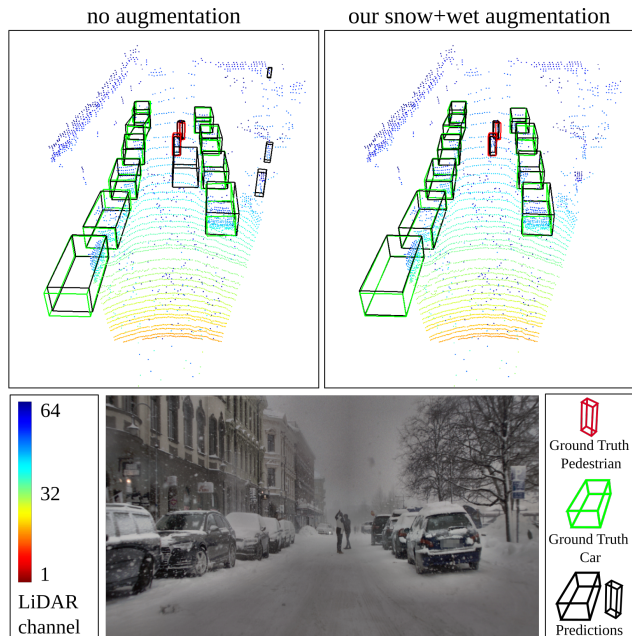 no augmentation
our snow+wet augmentation
64
32
1
LiDAR
channel
Ground Truth
Pedestrian
Ground Truth
Car
Predictions